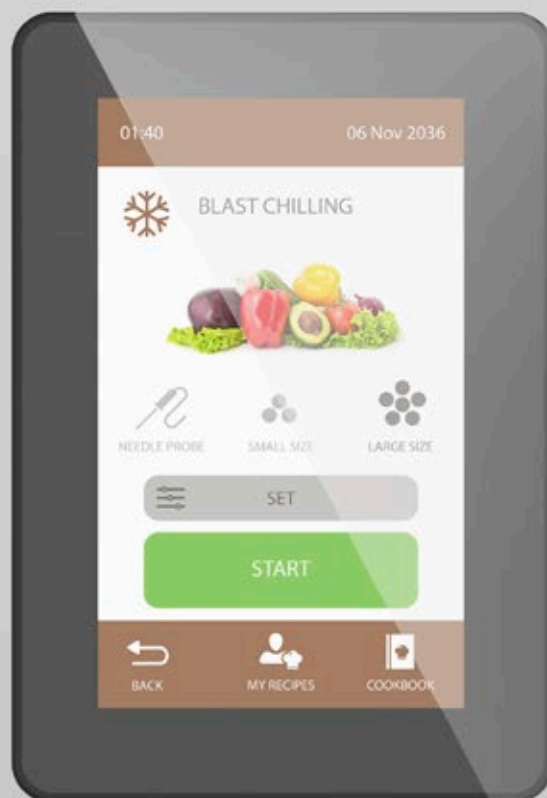 01:40 06 Nov 2036
BLAST CHILLING
NEEDLE PROBE SMALL SIZE LARGE SIZE
SET
START
BACK MY RECIPES COOKBOOK